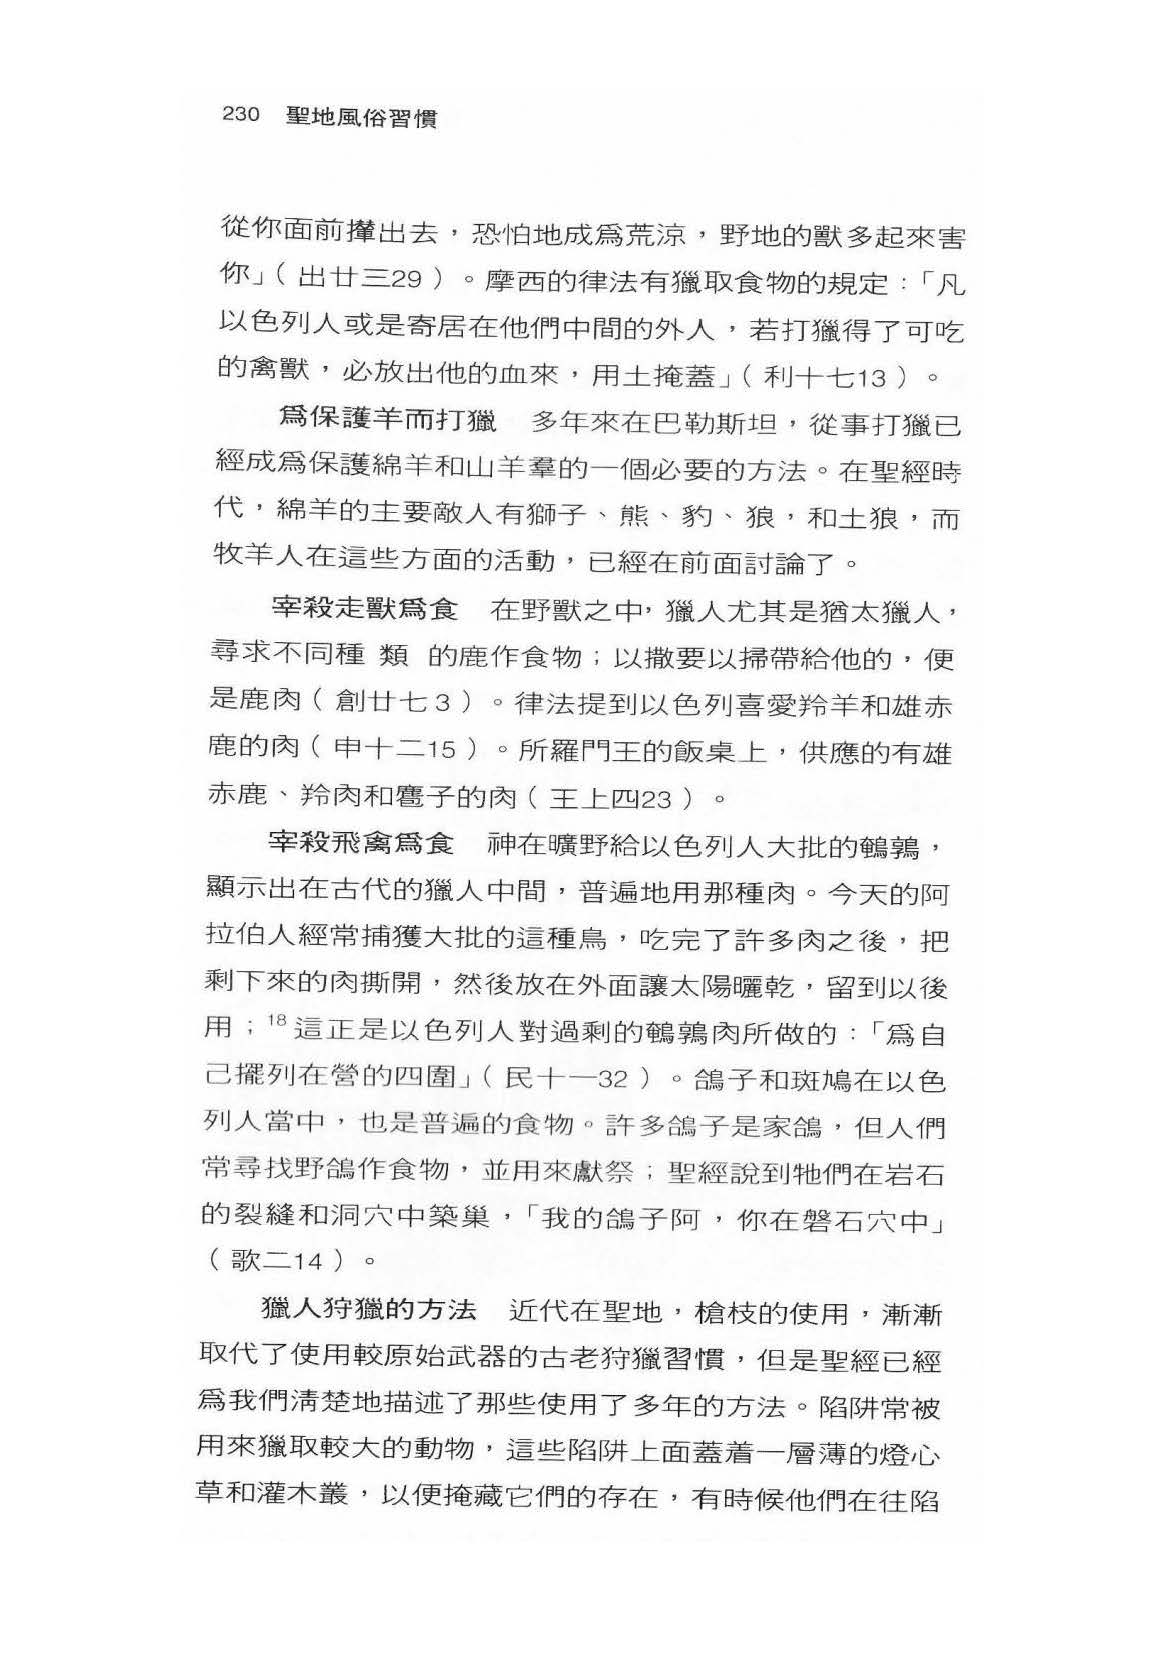 230 聖地風俗習慣
從你面前攆出去，恐怕地成爲荒涼，野地的獸多起來害
你」（出廿三29）。摩西的律法有獵取食物的規定：「凡
以色列人或是寄居在他們中間的外人，若打獵得了可吃
的禽獸，必放出他的血來，用土掩蓋」（利十七13）。
爲保護羊而打獵　多年來在巴勒斯坦，從事打獵已
經成爲保護綿羊和山羊羣的一個必要的方法。在聖經時
代，綿羊的主要敵人有獅子、熊、豹、狼，和土狼，而
牧羊人在這些方面的活動，已經在前面討論了。
宰殺走獸爲食　在野獸之中，獵人尤其是猶太獵人，
尋求不同種 類 的鹿作食物；以撒要以掃帶給他的，便
是鹿肉（創廿七3）。律法提到以色列喜愛羚羊和雄赤
鹿的肉（申十二15）。所羅門王的飯桌上，供應的有雄
赤鹿、羚肉和麅子的肉（王上四23）。
宰殺飛禽爲食　神在曠野給以色列人大批的鵪鶉，
顯示出在古代的獵人中間，普遍地用那種肉。今天的阿
拉伯人經常捕獲大批的這種鳥，吃完了許多肉之後，把
剩下來的肉撕開，然後放在外面讓太陽曬乾，留到以後
用；18 這正是以色列人對過剩的鵪鶉肉所做的：「爲自
己擺列在營的四圍」（民十一32）。鴿子和斑鳩在以色
列人當中，也是普遍的食物。許多鴿子是家鴿，但人們
常尋找野鴿作食物，並用來獻祭；聖經說到牠們在岩石
的裂縫和洞穴中築巢，「我的鴿子阿，你在磐石穴中」
（歌二14）。
獵人狩獵的方法　近代在聖地，槍枝的使用，漸漸
取代了使用較原始武器的古老狩獵習慣，但是聖經已經
爲我們淸楚地描述了那些使用了多年的方法。陷阱常被
用來獵取較大的動物，這些陷阱上面蓋着一層薄的燈心
草和灌木叢，以便掩藏它們的存在，有時候他們在往陷